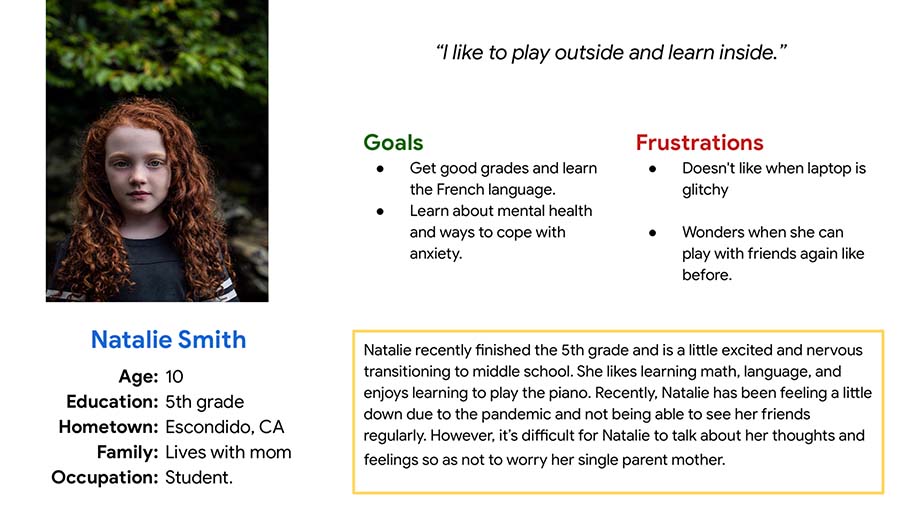 “I like to play outside and learn inside.”
Goals
● Get good grades and learn
the French language.
● Learn about mental health
and ways to cope with
anxiety.
Frustrations
● Doesn't like when laptop is
glitchy
● Wonders when she can
play with friends again like
before.
Natalie Smith
Age: 10
Education: 5th grade
Hometown: Escondido, CA
Family: Lives with mom
Occupation: Student.
Natalie recently finished the 5th grade and is a little excited and nervous
transitioning to middle school. She likes learning math, language, and
enjoys learning to play the piano. Recently, Natalie has been feeling a little
down due to the pandemic and not being able to see her friends
regularly. However, it’s difficult for Natalie to talk about her thoughts and
feelings so as not to worry her single parent mother.